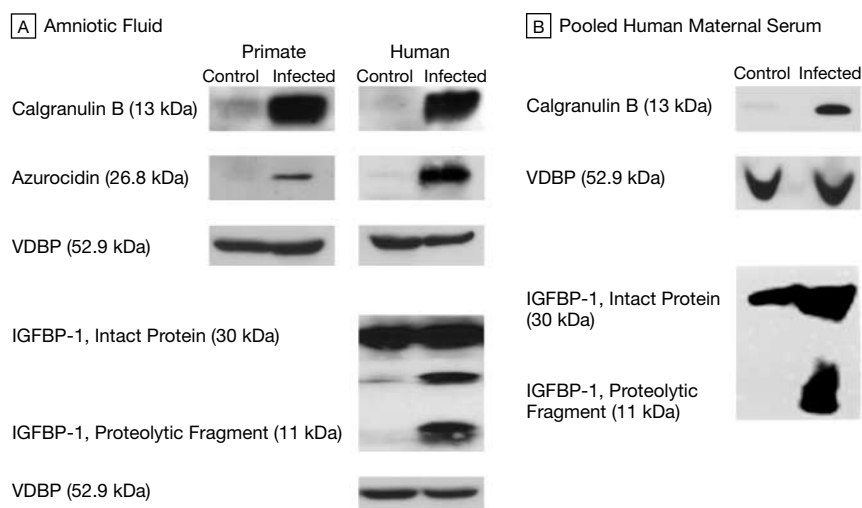 A Amniotic Fluid
Primate Human
Control Infected Control Infected
Calgranulin B (13 kDa)
Azurocidin (26.8 kDa)
VDBP (52.9 kDa)
IGFBP-1, Intact Protein (30 kDa)
IGFBP-1, Proteolytic Fragment (11 kDa)
VDBP (52.9 kDa)
B Pooled Human Maternal Serum
Control Infected
Calgranulin B (13 kDa)
VDBP (52.9 kDa)
IGFBP-1, Intact Protein
(30 kDa)
IGFBP-1, Proteolytic
Fragment (11 kDa)